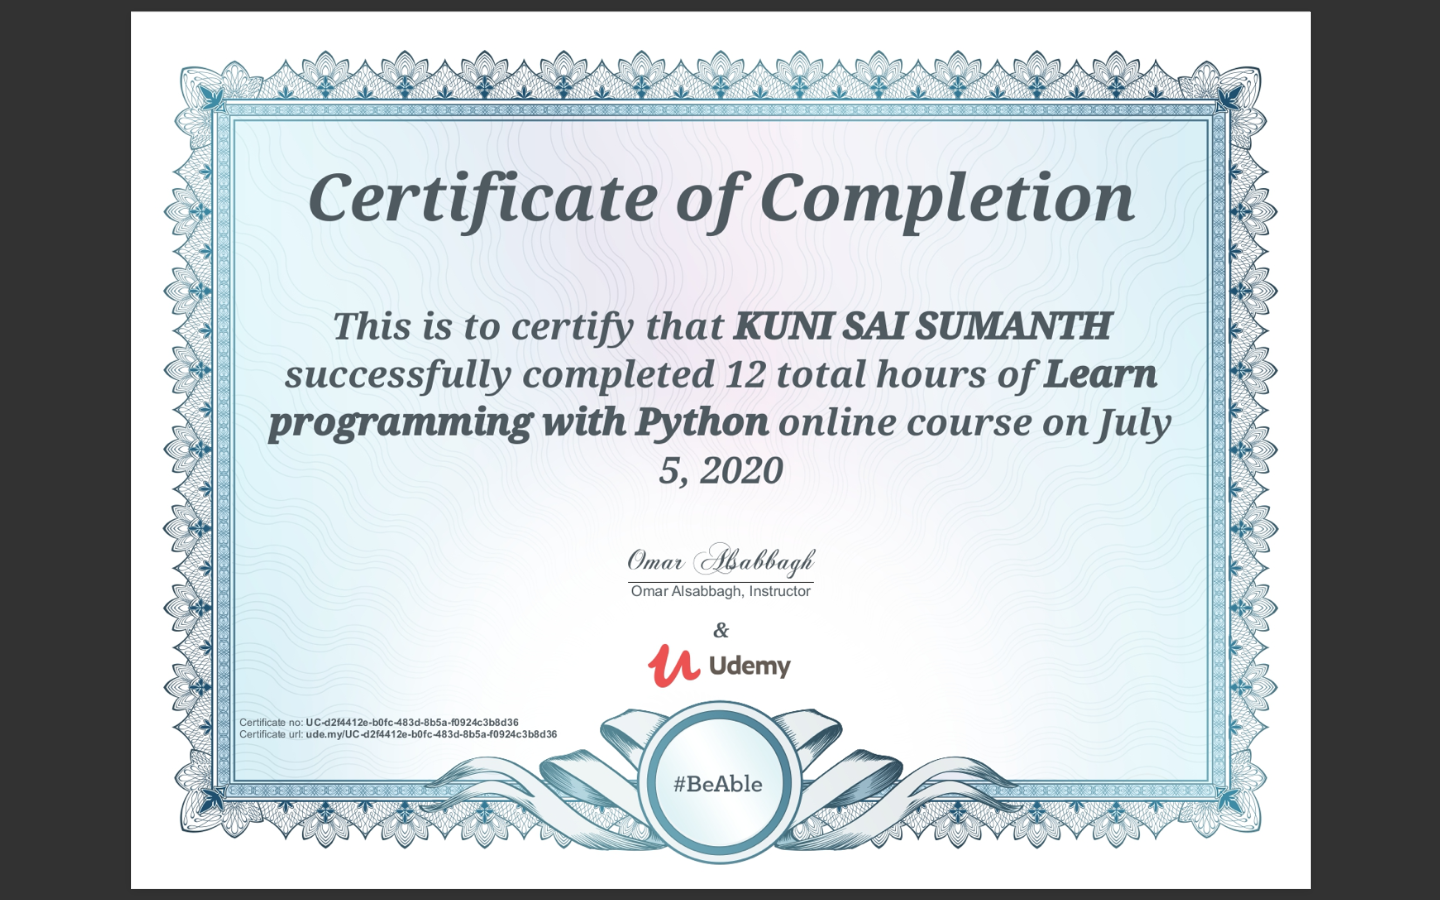 Certificate of Completion
This is to certify that KUNI SAI SUMANTH
successfully completed 12 total hours of Learn
programming with Python online course on July
5, 2020
Omar Alsabbagh
Omar Alsabbagh, Instructor
&
Udemy
Certificate no: UC-d2f4412e-b0fc-483d-8b5a-f0924c3b8d36
Certificate url: ude.my/UC-d2f4412e-b0fc-483d-8b5a-f0924c3b8d36
#BeAble